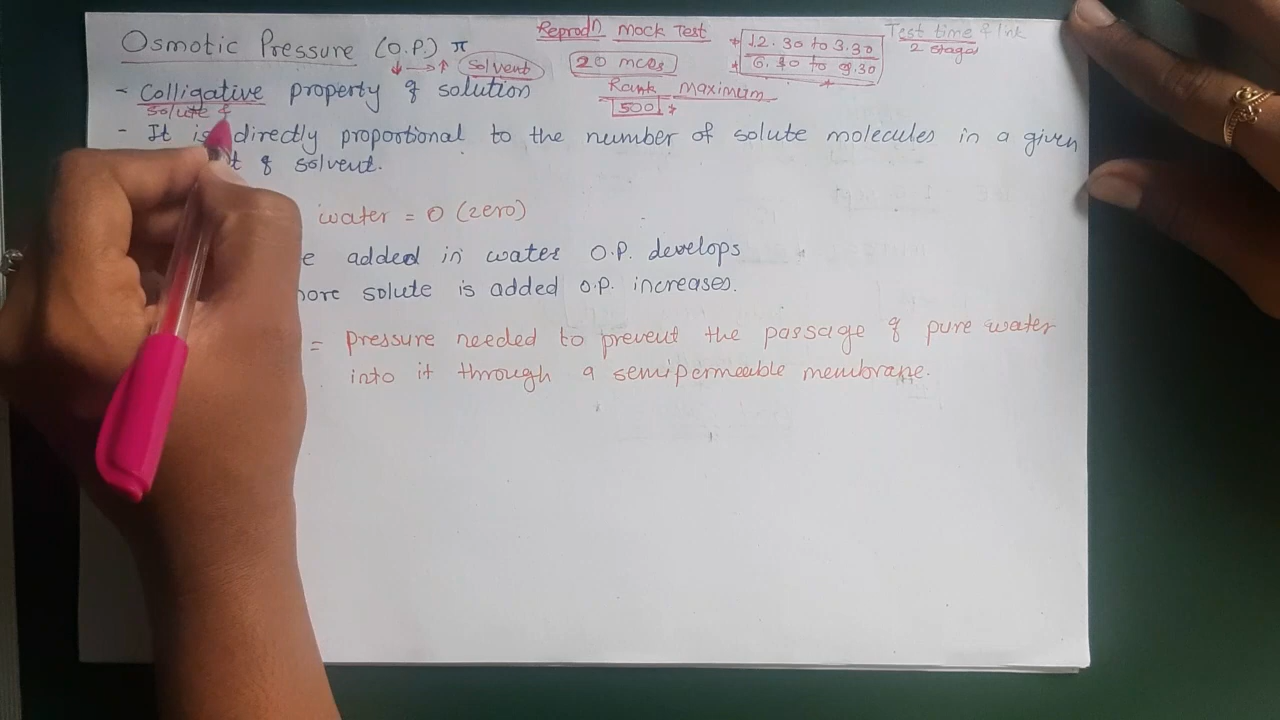 Osmotic Pressure (O.P.) π
solvent
Reprodn Mock Test
20 mcqs
* 12.30 to 3.30
* 6.30 to 9.30
*
Test time & link
2 stages
Rank maximum
500 *
- Colligative property of solution
solute &
- It is directly proportional to the number of solute molecules in a given
of solvent.
water = 0 (zero)
added in water O.P. develops
solute is added O.P. increases.
= Pressure needed to prevent the passage of pure water
into it through a semipermeable membrane.